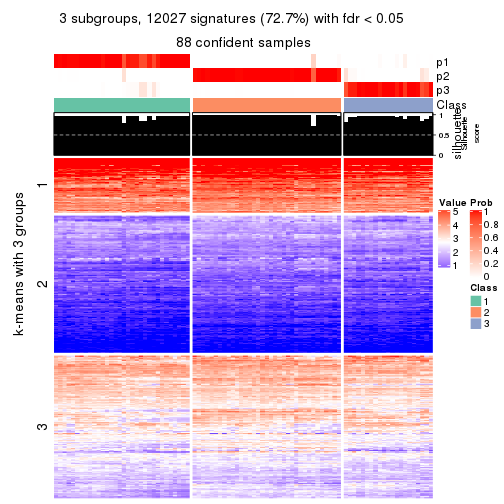 3 subgroups, 12027 signatures (72.7%) with fdr < 0.05
88 confident samples
p1
p2
p3
Class
1
0.5
0
silhouette
Silhouette
score
k-means with 3 groups
1
2
3
Value
5
4
3
2
1
Prob
1
0.8
0.6
0.4
0.2
0
Class
1
2
3